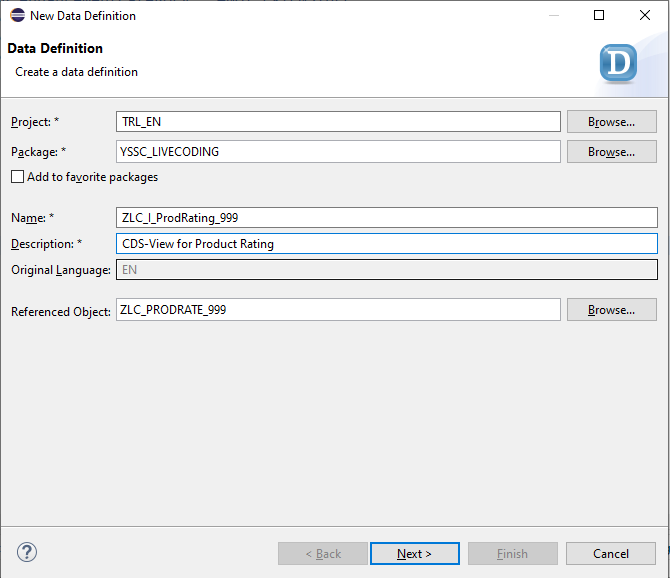 New Data Definition
Data Definition
Create a data definition
D
Project: * TRL_EN Browse...
Package: * YSSC_LIVECODING Browse...
Add to favorite packages
Name: * ZLC_I_ProdRating_999
Description: * CDS-View for Product Rating
Original Language: EN
Referenced Object: ZLC_PRODRATE_999 Browse...
? < Back Next > Finish Cancel